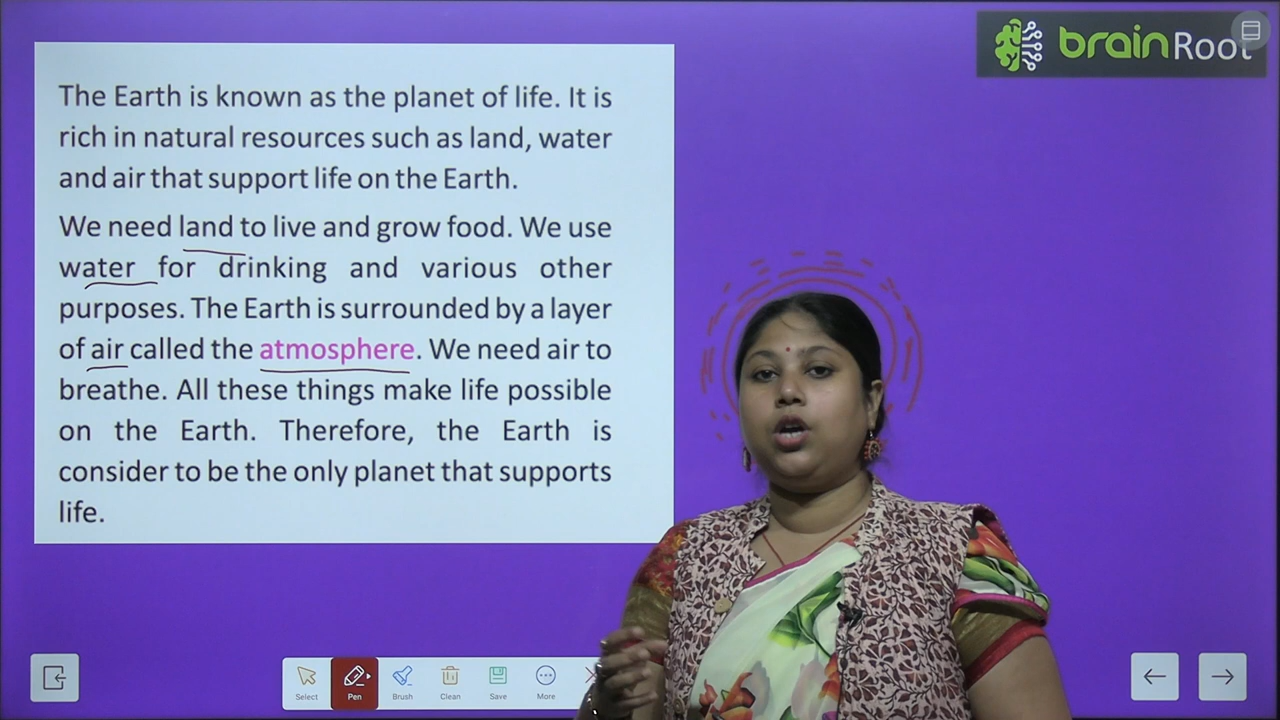 brainRoot
The Earth is known as the planet of life. It is
rich in natural resources such as land, water
and air that support life on the Earth.
We need land to live and grow food. We use
water for drinking and various other
purposes. The Earth is surrounded by a layer
of air called the atmosphere. We need air to
breathe. All these things make life possible
on the Earth. Therefore, the Earth is
consider to be the only planet that supports
life.
Select Pen Brush Clean Save More